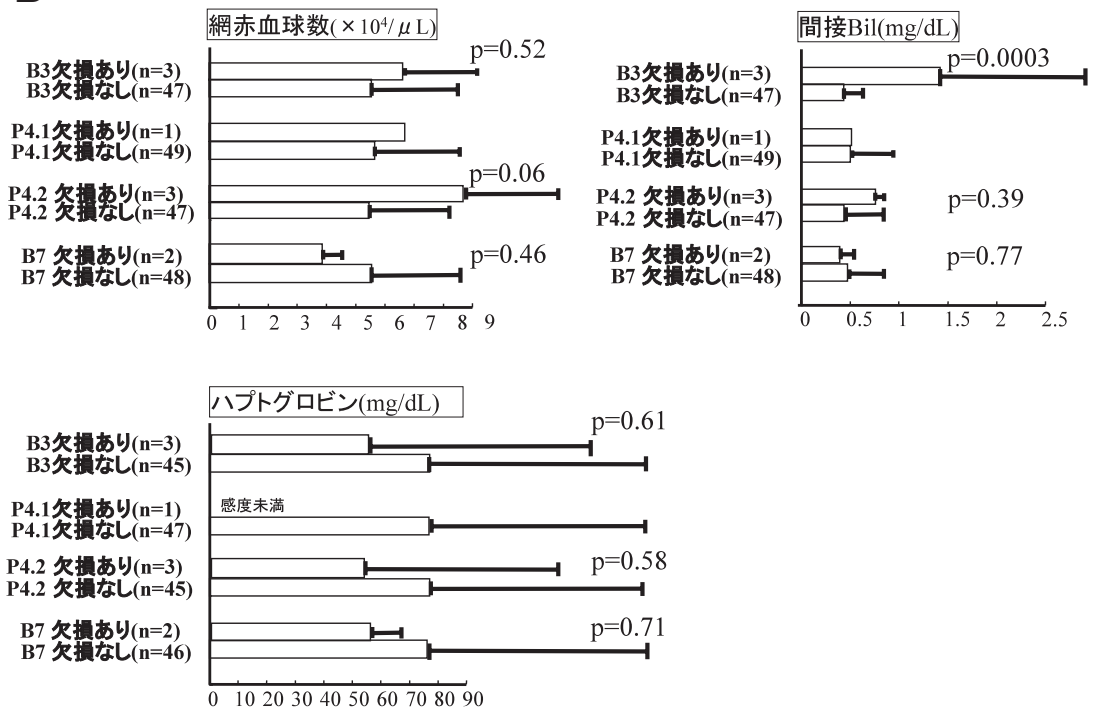 網赤血球数(×10⁴/μL)
p=0.52
B3欠損あり(n=3)
B3欠損なし(n=47)
P4.1欠損あり(n=1)
P4.1欠損なし(n=49)
p=0.06
P4.2 欠損あり(n=3)
P4.2 欠損なし(n=47)
B7 欠損あり(n=2)
p=0.46
B7 欠損なし(n=48)
0 1 2 3 4 5 6 7 8 9
間接Bil(mg/dL)
p=0.0003
B3欠損あり(n=3)
B3欠損なし(n=47)
P4.1欠損あり(n=1)
P4.1欠損なし(n=49)
P4.2 欠損あり(n=3)
p=0.39
P4.2 欠損なし(n=47)
B7 欠損あり(n=2)
p=0.77
B7 欠損なし(n=48)
0 0.5 1 1.5 2 2.5
ハプトグロビン(mg/dL)
p=0.61
B3欠損あり(n=3)
B3欠損なし(n=45)
P4.1欠損あり(n=1)
感度未満
P4.1欠損なし(n=47)
P4.2 欠損あり(n=3)
p=0.58
P4.2 欠損なし(n=45)
B7 欠損あり(n=2)
p=0.71
B7 欠損なし(n=46)
0 10 20 30 40 50 60 70 80 90